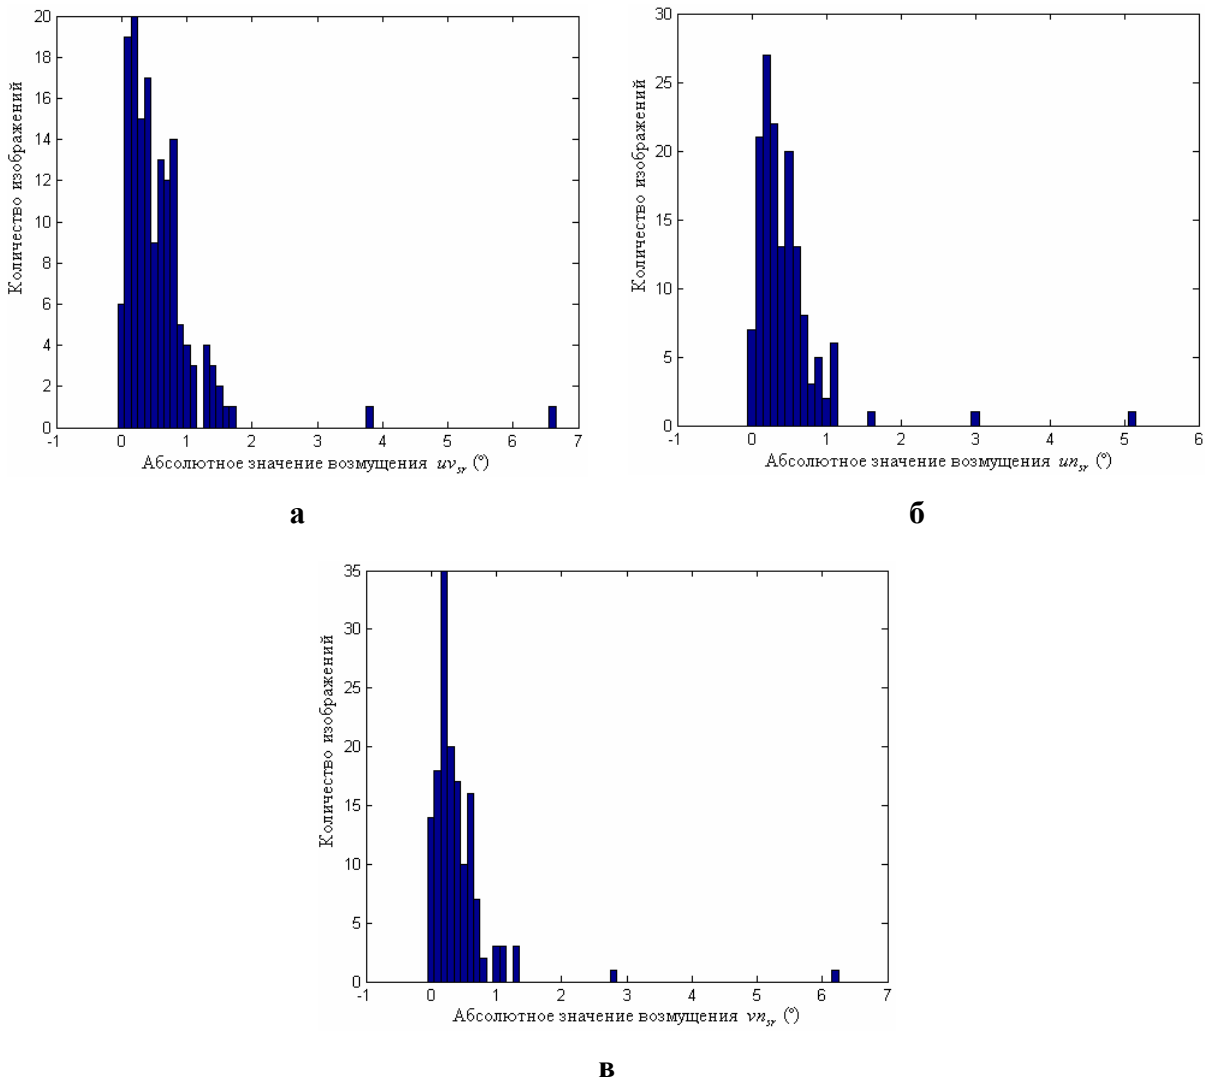 20
18
16
14
12
10
8
6
4
2
0
-1 0 1 2 3 4 5 6 7
Количество изображений
Абсолютное значение возмущения uv_sr (°)
а
30
25
20
15
10
5
0
-1 0 1 2 3 4 5 6
Количество изображений
Абсолютное значение возмущения un_sr (°)
б
35
30
25
20
15
10
5
0
-1 0 1 2 3 4 5 6 7
Количество изображений
Абсолютное значение возмущения vn_sr (°)
в